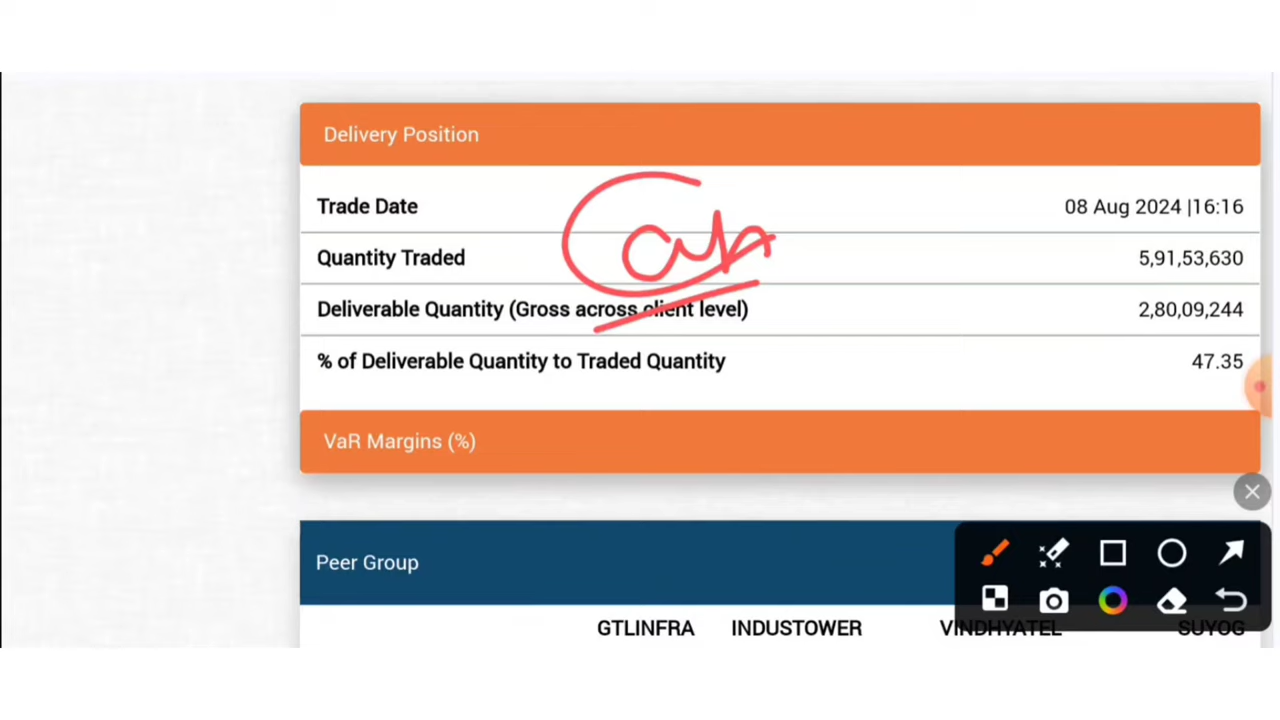 Delivery Position
Trade Date 08 Aug 2024 |16:16
Quantity Traded 5,91,53,630
Deliverable Quantity (Gross across client level) 2,80,09,244
% of Deliverable Quantity to Traded Quantity 47.35
VaR Margins (%)
Peer Group
GTLINFRA INDUSTOWER VINDHYATEL SUYOG